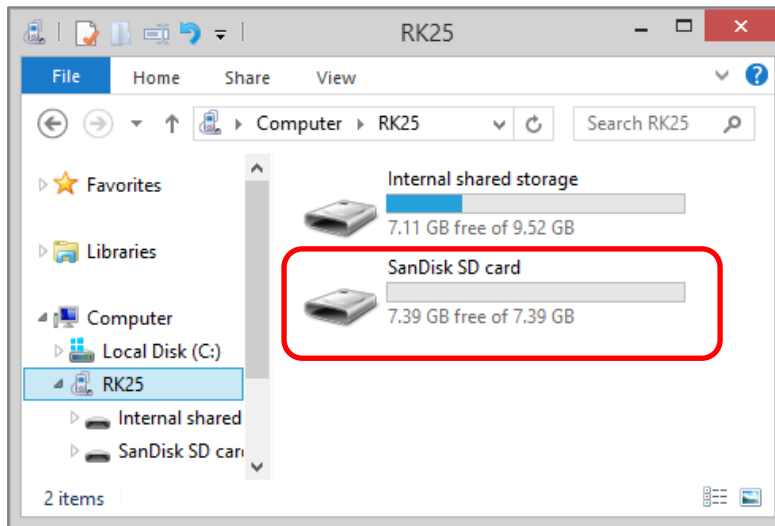 RK25
File Home Share View
Computer RK25 Search RK25
Favorites
Libraries
Computer
Local Disk (C:)
RK25
Internal shared
SanDisk SD car
Internal shared storage
7.11 GB free of 9.52 GB
SanDisk SD card
7.39 GB free of 7.39 GB
2 items